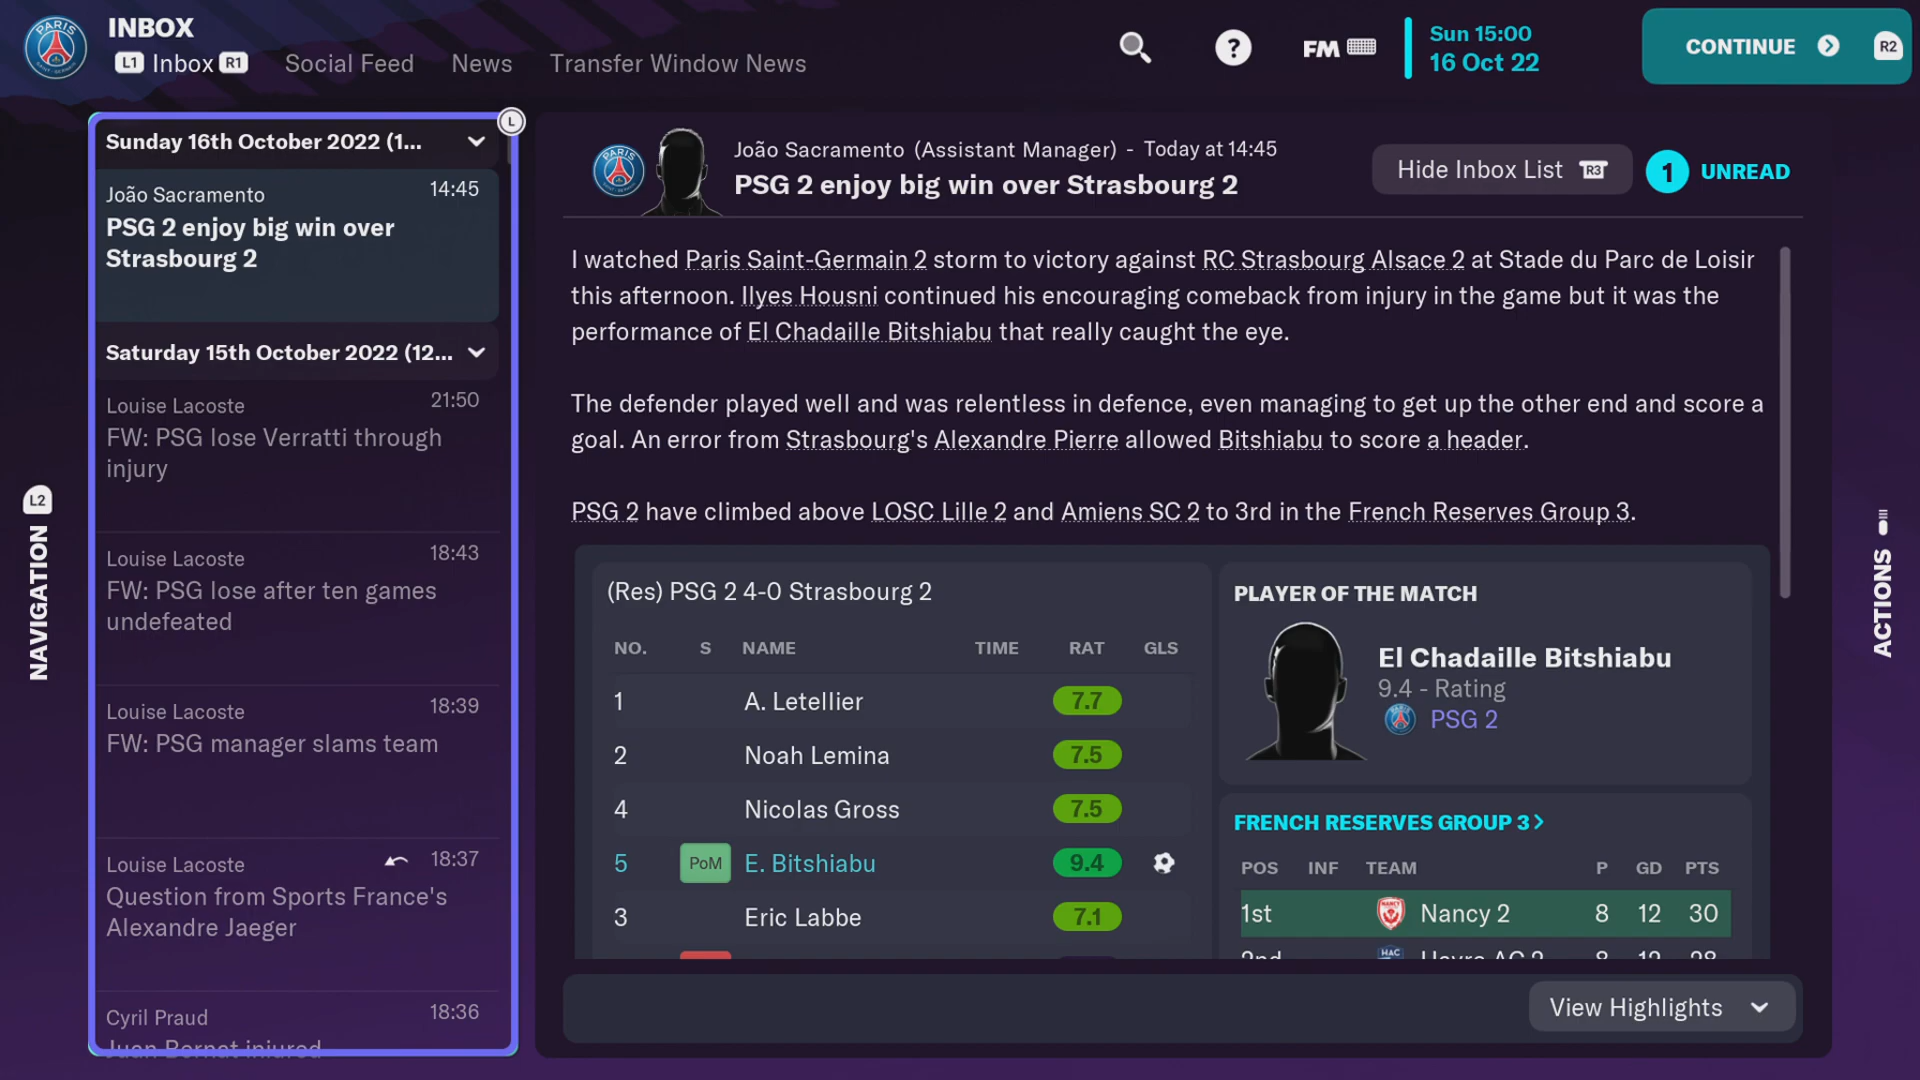 INBOX
L1 Inbox R1 Social Feed News Transfer Window News
FM
Sun 15:00
16 Oct 22
CONTINUE R2
L
Sunday 16th October 2022 (1...
João Sacramento 14:45
PSG 2 enjoy big win over
Strasbourg 2
Saturday 15th October 2022 (12...
Louise Lacoste 21:50
FW: PSG lose Verratti through
injury
Louise Lacoste 18:43
FW: PSG lose after ten games
undefeated
Louise Lacoste 18:39
FW: PSG manager slams team
Louise Lacoste 18:37
Question from Sports France's
Alexandre Jaeger
Cyril Praud 18:36
Juan Bernat injured
L2
NAVIGATION
João Sacramento (Assistant Manager) - Today at 14:45
PSG 2 enjoy big win over Strasbourg 2
Hide Inbox List R3
1 UNREAD
I watched Paris Saint-Germain 2 storm to victory against RC Strasbourg Alsace 2 at Stade du Parc de Loisir
this afternoon. Ilyes Housni continued his encouraging comeback from injury in the game but it was the
performance of El Chadaille Bitshiabu that really caught the eye.
The defender played well and was relentless in defence, even managing to get up the other end and score a
goal. An error from Strasbourg's Alexandre Pierre allowed Bitshiabu to score a header.
PSG 2 have climbed above LOSC Lille 2 and Amiens SC 2 to 3rd in the French Reserves Group 3.
(Res) PSG 2 4-0 Strasbourg 2
NO. S NAME TIME RAT GLS
1 A. Letellier 7.7
2 Noah Lemina 7.5
4 Nicolas Gross 7.5
5 PoM E. Bitshiabu 9.4
3 Eric Labbe 7.1
PLAYER OF THE MATCH
El Chadaille Bitshiabu
9.4 - Rating
PSG 2
FRENCH RESERVES GROUP 3
POS INF TEAM P GD PTS
1st Nancy 2 8 12 30
2nd Havre AC 2 8 12 28
View Highlights
ACTIONS